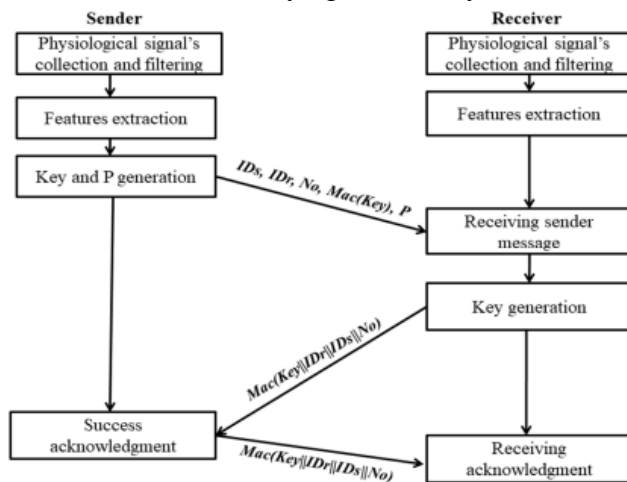 Sender
Physiological signal's
collection and filtering
Features extraction
Key and P generation
IDs, IDr, No, Mac(Key), P
Success
acknowledgment
Receiver
Physiological signal's
collection and filtering
Features extraction
Receiving sender
message
Key generation
Mac(Key||IDr||IDs||No)
Mac(Key||IDr||IDs||No)
Receiving
acknowledgment